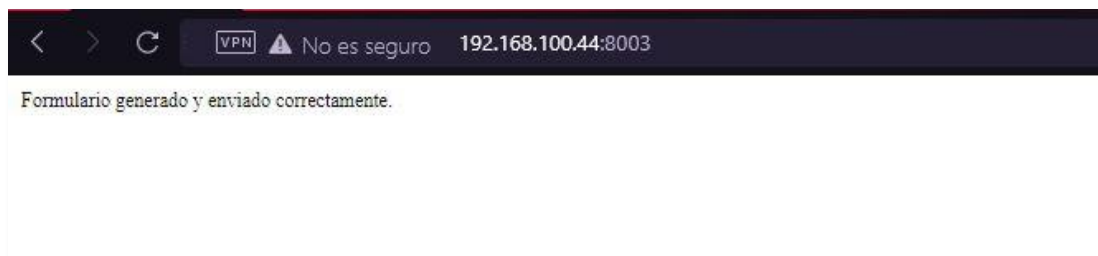 VPN No es seguro 192.168.100.44:8003
Formulario generado y enviado correctamente.